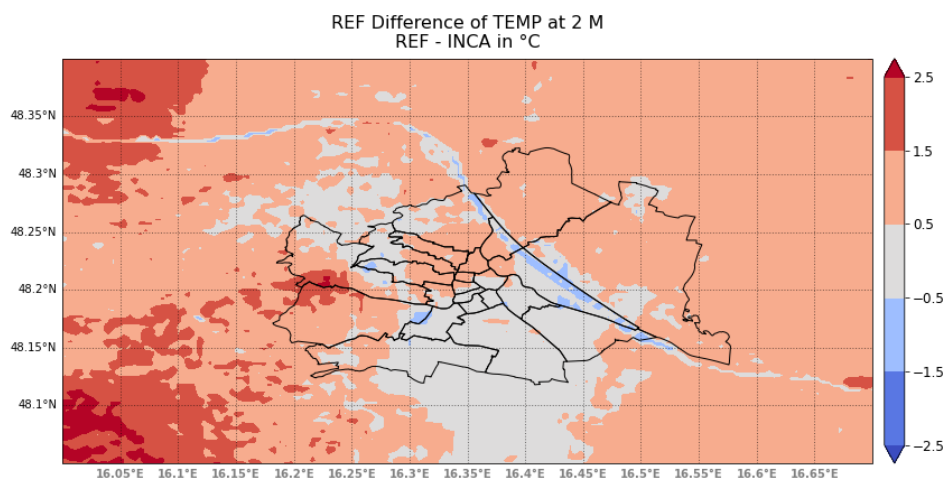 REF Difference of TEMP at 2 M
REF - INCA in °C
48.35°N
48.3°N
48.25°N
48.2°N
48.15°N
48.1°N
16.05°E 16.1°E 16.15°E 16.2°E 16.25°E 16.3°E 16.35°E 16.4°E 16.45°E 16.5°E 16.55°E 16.6°E 16.65°E
2.5
1.5
0.5
−0.5
−1.5
−2.5